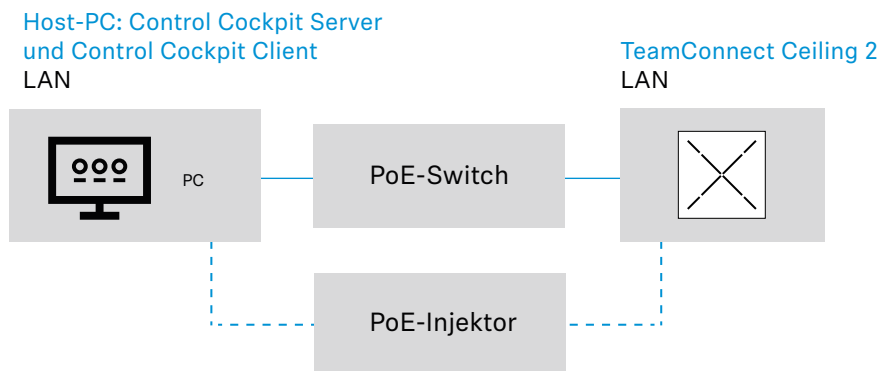 Host-PC: Control Cockpit Server
und Control Cockpit Client
LAN
TeamConnect Ceiling 2
LAN
PC
PoE-Switch
PoE-Injektor